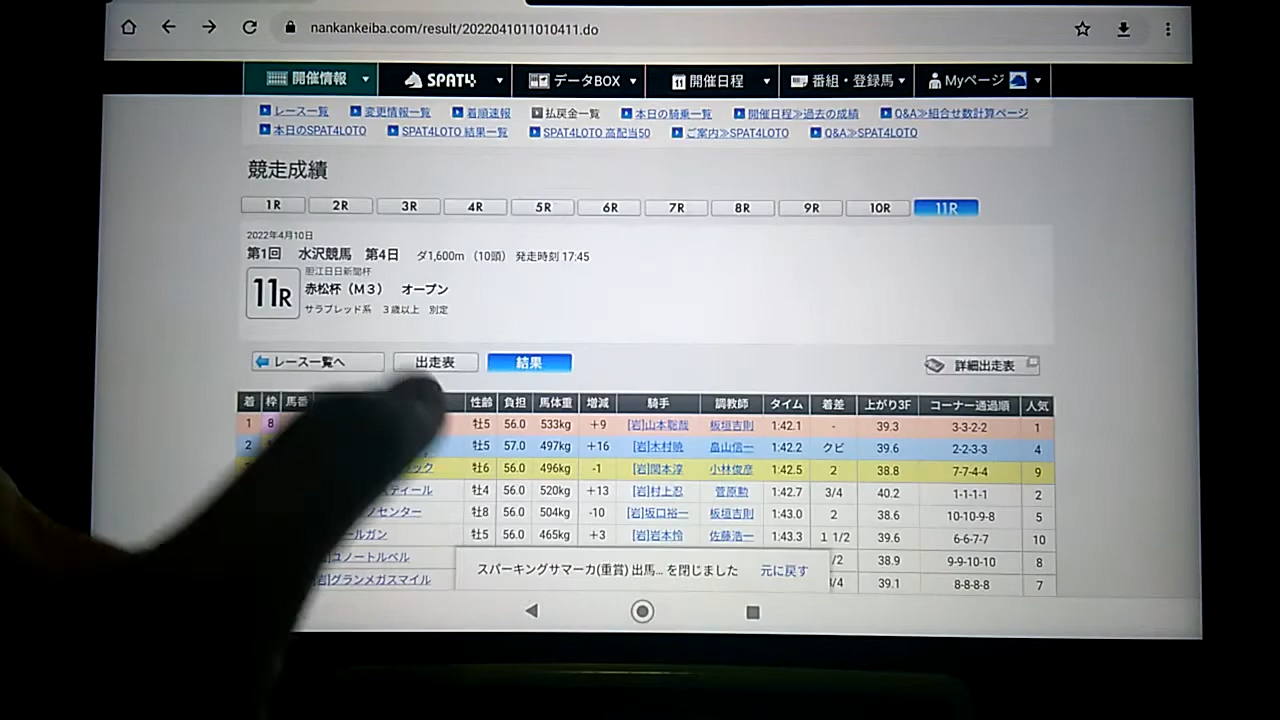 nankankeiba.com/result/2022041011010411.do
開催情報 SPAT4 データBOX 開催日程 番組・登録馬 Myページ
レース一覧 変更情報一覧 着順速報 払戻金一覧 本日の騎乗一覧 開催日程≫過去の成績 Q&A≫組合せ数計算ページ
本日のSPAT4LOTO SPAT4LOTO 結果一覧 SPAT4LOTO 高配当50 ご案内≫SPAT4LOTO Q&A≫SPAT4LOTO
競走成績
1R 2R 3R 4R 5R 6R 7R 8R 9R 10R 11R
2022年4月10日
第1回 水沢競馬 第4日 ダ1,600m （10頭） 発走時刻 17:45
胆江日日新聞杯
11R 赤松杯（M3） オープン
サラブレッド系 3歳以上 別定
レース一覧へ 出走表 結果 詳細出走表
着 枠 馬番 性齢 負担 馬体重 増減 騎手 調教師 タイム 着差 上がり3F コーナー通過順 人気
1 8 牡5 56.0 533kg +9 [岩]山本聡哉 板垣吉則 1:42.1 - 39.3 3-3-2-2 1
2 牡5 57.0 497kg +16 [岩]木村暁 畠山信一 1:42.2 クビ 39.6 2-2-3-3 4
ック 牡6 56.0 496kg -1 [岩]関本淳 小林俊彦 1:42.5 2 38.8 7-7-4-4 9
スティール 牡4 56.0 520kg +13 [岩]村上忍 菅原勲 1:42.7 3/4 40.2 1-1-1-1 2
ノセンター 牡8 56.0 504kg -10 [岩]坂口裕一 板垣吉則 1:43.0 2 38.6 10-10-9-8 5
ールガン 牡5 56.0 465kg +3 [岩]岩本怜 佐藤浩一 1:43.3 1 1/2 39.6 6-6-7-7 10
]ユノートルベル /2 38.9 9-9-10-10 8
岩]グランメガスマイル /4 39.1 8-8-8-8 7
スパーキングサマーカ(重賞) 出馬... を閉じました 元に戻す